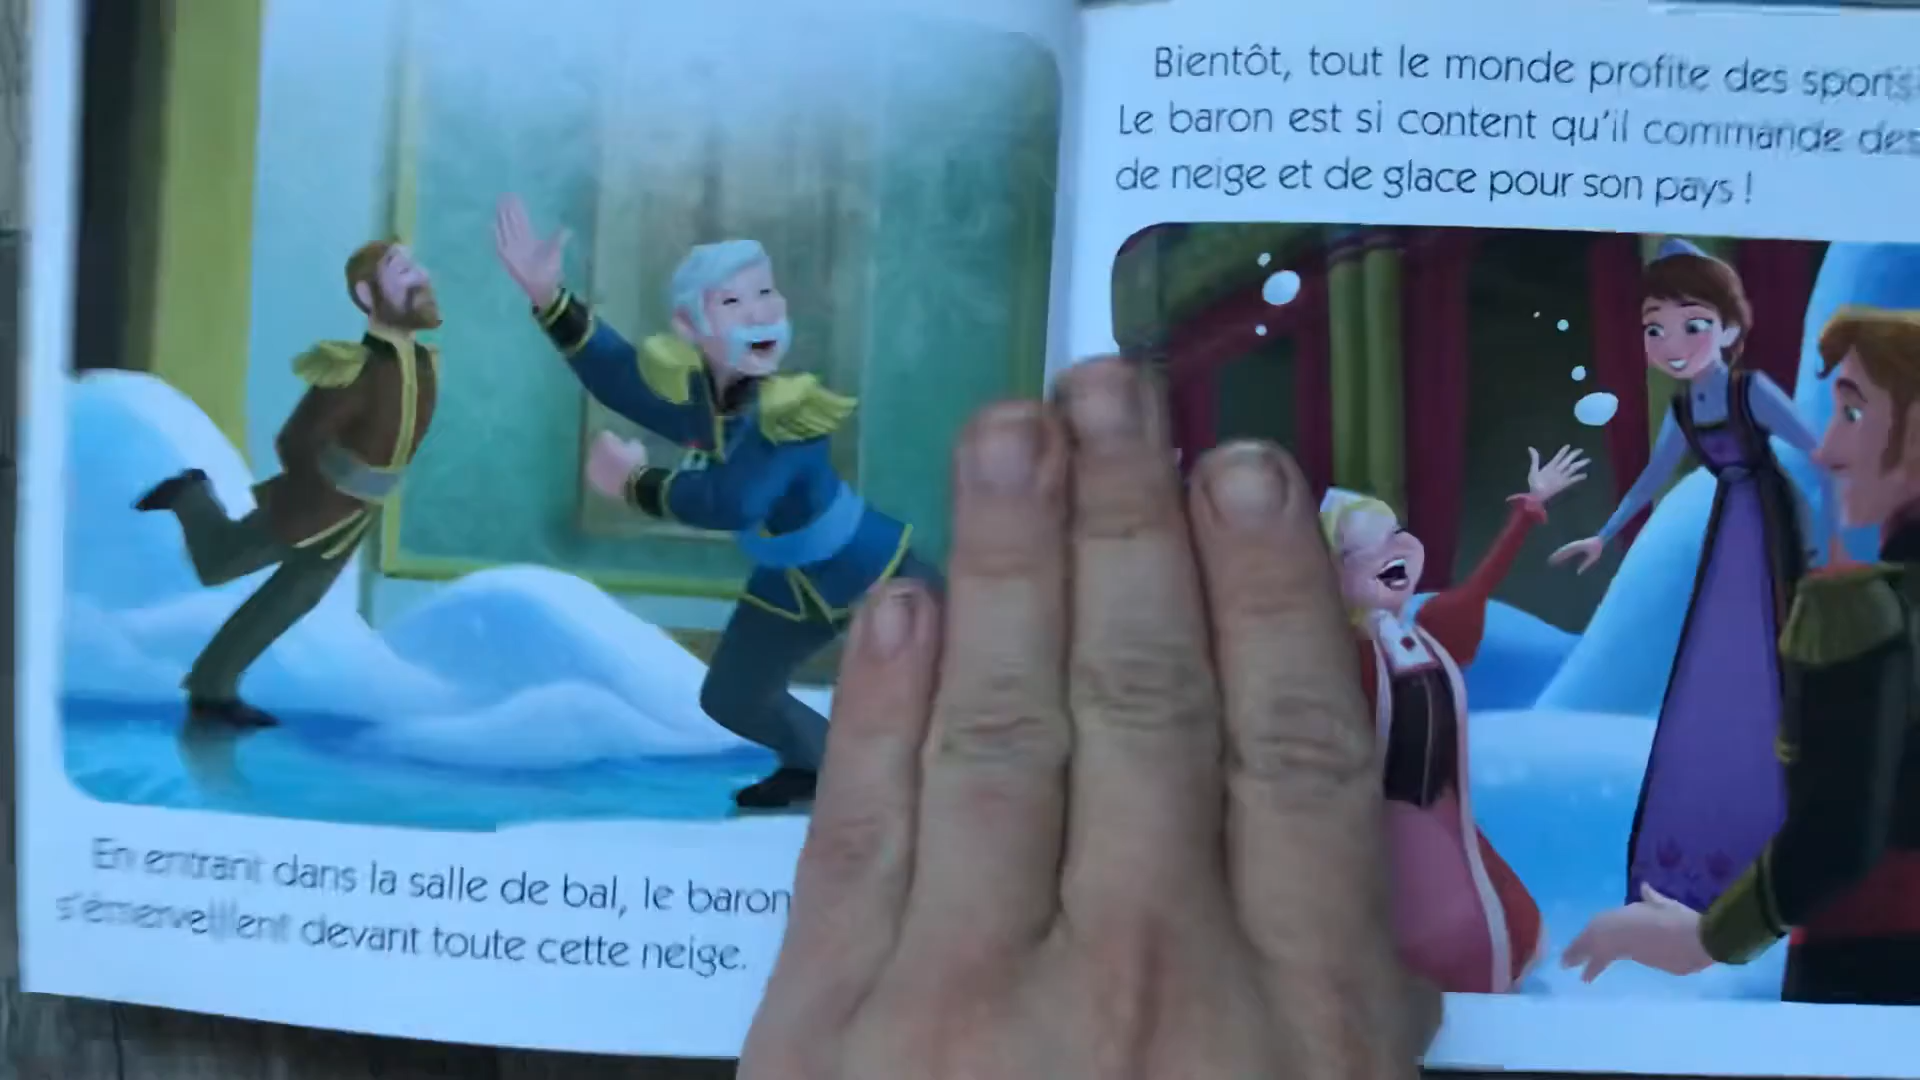 En entrant dans la salle de bal, le baron
s'émerveillent devant toute cette neige.
Bientôt, tout le monde profite des sports
Le baron est si content qu'il commande des
de neige et de glace pour son pays !